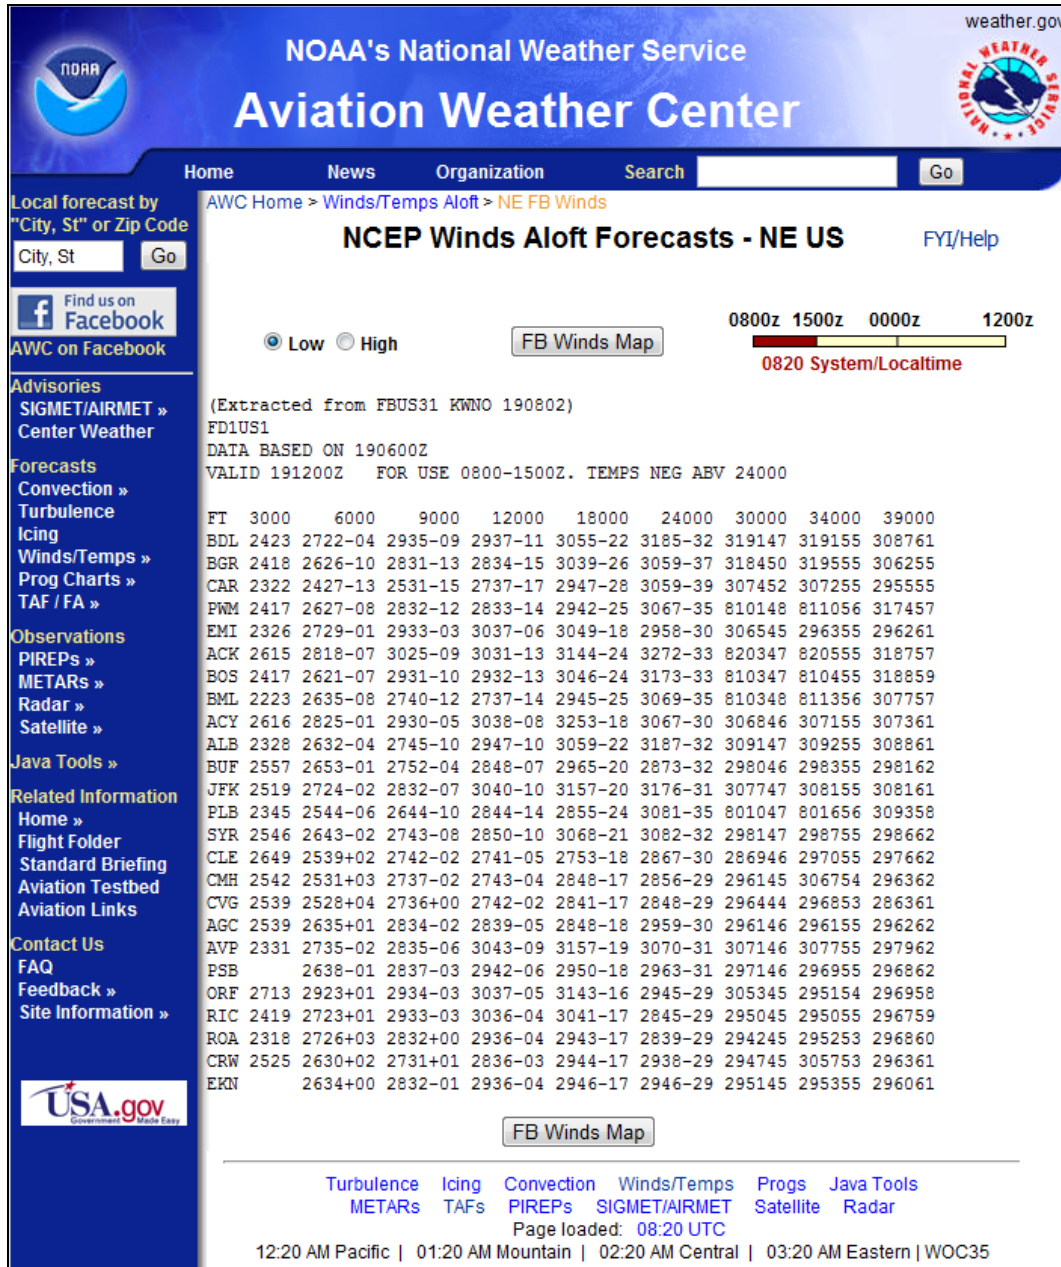 weather.gov
NOAA
NOAA's National Weather Service
Aviation Weather Center
NATIONAL WEATHER SERVICE
Home News Organization Search Go
Local forecast by
"City, St" or Zip Code
City, St Go
Find us on
Facebook
AWC on Facebook
Advisories
SIGMET/AIRMET »
Center Weather
Forecasts
Convection »
Turbulence
Icing
Winds/Temps »
Prog Charts »
TAF / FA »
Observations
PIREPs »
METARs »
Radar »
Satellite »
Java Tools »
Related Information
Home »
Flight Folder
Standard Briefing
Aviation Testbed
Aviation Links
Contact Us
FAQ
Feedback »
Site Information »
USA.gov
Government Made Easy
AWC Home > Winds/Temps Aloft > NE FB Winds
NCEP Winds Aloft Forecasts - NE US FYI/Help
Low High FB Winds Map
0800z 1500z 0000z 1200z
0820 System/Localtime
(Extracted from FBUS31 KWNO 190802)
FD1US1
DATA BASED ON 190600Z
VALID 191200Z FOR USE 0800-1500Z. TEMPS NEG ABV 24000
FT 3000 6000 9000 12000 18000 24000 30000 34000 39000
BDL 2423 2722-04 2935-09 2937-11 3055-22 3185-32 319147 319155 308761
BGR 2418 2626-10 2831-13 2834-15 3039-26 3059-37 318450 319555 306255
CAR 2322 2427-13 2531-15 2737-17 2947-28 3059-39 307452 307255 295555
PWM 2417 2627-08 2832-12 2833-14 2942-25 3067-35 810148 811056 317457
EMI 2326 2729-01 2933-03 3037-06 3049-18 2958-30 306545 296355 296261
ACK 2615 2818-07 3025-09 3031-13 3144-24 3272-33 820347 820555 318757
BOS 2417 2621-07 2931-10 2932-13 3046-24 3173-33 810347 810455 318859
BML 2223 2635-08 2740-12 2737-14 2945-25 3069-35 810348 811356 307757
ACY 2616 2825-01 2930-05 3038-08 3253-18 3067-30 306846 307155 307361
ALB 2328 2632-04 2745-10 2947-10 3059-22 3187-32 309147 309255 308861
BUF 2557 2653-01 2752-04 2848-07 2965-20 2873-32 298046 298355 298162
JFK 2519 2724-02 2832-07 3040-10 3157-20 3176-31 307747 308155 308161
PLB 2345 2544-06 2644-10 2844-14 2855-24 3081-35 801047 801656 309358
SYR 2546 2643-02 2743-08 2850-10 3068-21 3082-32 298147 298755 298662
CLE 2649 2539+02 2742-02 2741-05 2753-18 2867-30 286946 297055 297662
CMH 2542 2531+03 2737-02 2743-04 2848-17 2856-29 296145 306754 296362
CVG 2539 2528+04 2736+00 2742-02 2841-17 2848-29 296444 296853 286361
AGC 2539 2635+01 2834-02 2839-05 2848-18 2959-30 296146 296155 296262
AVP 2331 2735-02 2835-06 3043-09 3157-19 3070-31 307146 307755 297962
PSB 2638-01 2837-03 2942-06 2950-18 2963-31 297146 296955 296862
ORF 2713 2923+01 2934-03 3037-05 3143-16 2945-29 305345 295154 296958
RIC 2419 2723+01 2933-03 3036-04 3041-17 2845-29 295045 295055 296759
ROA 2318 2726+03 2832+00 2936-04 2943-17 2839-29 294245 295253 296860
CRW 2525 2630+02 2731+01 2836-03 2944-17 2938-29 294745 305753 296361
EKN 2634+00 2832-01 2936-04 2946-17 2946-29 295145 295355 296061
FB Winds Map
Turbulence Icing Convection Winds/Temps Progs Java Tools
METARs TAFs PIREPs SIGMET/AIRMET Satellite Radar
Page loaded: 08:20 UTC
12:20 AM Pacific | 01:20 AM Mountain | 02:20 AM Central | 03:20 AM Eastern | WOC35